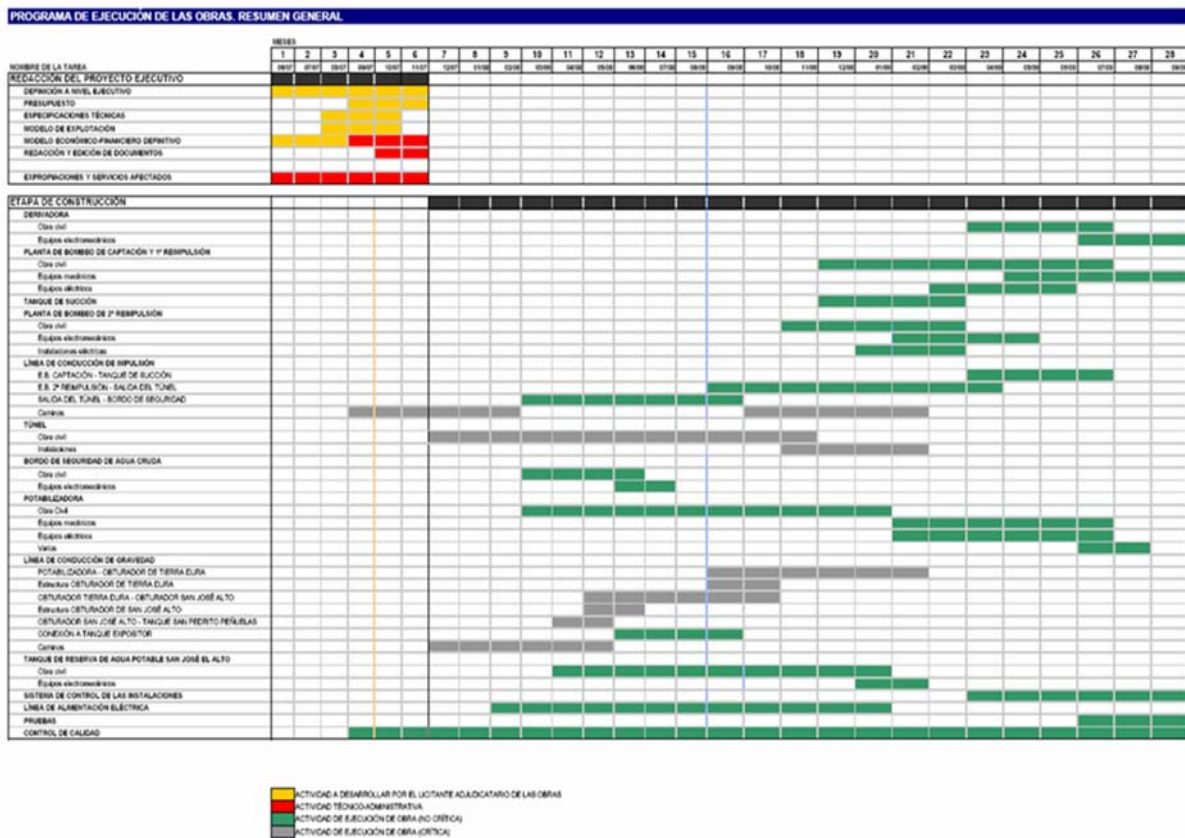 PROGRAMA DE EJECUCIÓN DE LAS OBRAS. RESUMEN GENERAL
MESES
1 2 3 4 5 6 7 8 9 10 11 12 13 14 15 16 17 18 19 20 21 22 23 24 25 26 27 28
NOMBRE DE LA TAREA
REDACCIÓN DEL PROYECTO EJECUTIVO
DEFINICIÓN A NIVEL EJECUTIVO
PRESUPUESTO
ESPECIFICACIONES TÉCNICAS
MODELO DE EXPLOTACIÓN
MODELO ECONÓMICO-FINANCIERO DEFINITIVO
REDACCIÓN Y EDICIÓN DE DOCUMENTOS
EXPROPIACIONES Y SERVICIOS AFECTADOS
ETAPA DE CONSTRUCCIÓN
DERIVADORA
Obra civil
Equipos electromecánicos
PLANTA DE BOMBEO DE CAPTACIÓN Y 1ª REIMPULSIÓN
Obra civil
Equipos mecánicos
Equipos eléctricos
TANQUE DE SUCCIÓN
PLANTA DE BOMBEO DE 2ª REIMPULSIÓN
Obra civil
Equipos electromecánicos
Instalaciones eléctricas
LÍNEA DE CONDUCCIÓN DE IMPULSIÓN
E.B. CAPTACIÓN - TANQUE DE SUCCIÓN
E.B. 2ª REIMPULSIÓN - SALIDA DEL TÚNEL
SALIDA DEL TÚNEL - BORDO DE SEGURIDAD
Caminos
TÚNEL
Obra civil
Instalaciones
BORDO DE SEGURIDAD DE AGUA CRUDA
Obra civil
Equipos electromecánicos
POTABILIZADORA
Obra Civil
Equipos mecánicos
Equipos eléctricos
Varios
LÍNEA DE CONDUCCIÓN DE GRAVEDAD
POTABILIZADORA - OBTURADOR DE TIERRA DURA
Estructura OBTURADOR DE TIERRA DURA
OBTURADOR TIERRA DURA - OBTURADOR SAN JOSÉ ALTO
Estructura OBTURADOR DE SAN JOSÉ ALTO
OBTURADOR SAN JOSÉ ALTO - TANQUE SAN PEDRITO PEÑUELAS
CONEXIÓN A TANQUE EXPOSITOR
Caminos
TANQUE DE RESERVA DE AGUA POTABLE SAN JOSÉ EL ALTO
Obra civil
Equipos electromecánicos
SISTEMA DE CONTROL DE LAS INSTALACIONES
LÍNEA DE ALIMENTACIÓN ELÉCTRICA
PRUEBAS
CONTROL DE CALIDAD
ACTIVIDAD A DESARROLLAR POR EL LICITANTE ADJUDICATARIO DE LAS OBRAS
ACTIVIDAD TÉCNICO-ADMINISTRATIVA
ACTIVIDAD DE EJECUCIÓN DE OBRA (NO CRÍTICA)
ACTIVIDAD DE EJECUCIÓN DE OBRA (CRÍTICA)